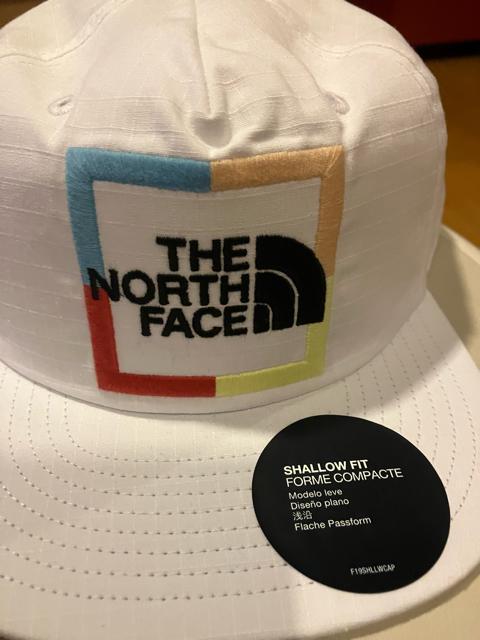 THE
NORTH
FACE
SHALLOW FIT
FORME COMPACTE
Modelo leve
Diseño plano
浅沿
Flache Passform
F19SHLLWCAP